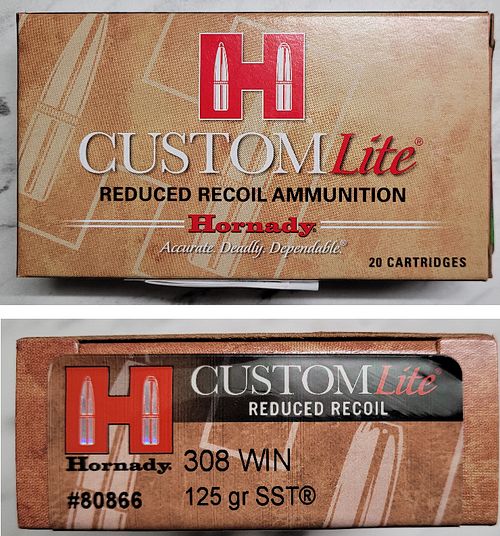 H
CUSTOM Lite®
REDUCED RECOIL AMMUNITION
Hornady®
Accurate. Deadly. Dependable.®
20 CARTRIDGES
H
CUSTOM Lite®
REDUCED RECOIL
Hornady®
308 WIN
#80866
125 gr SST®